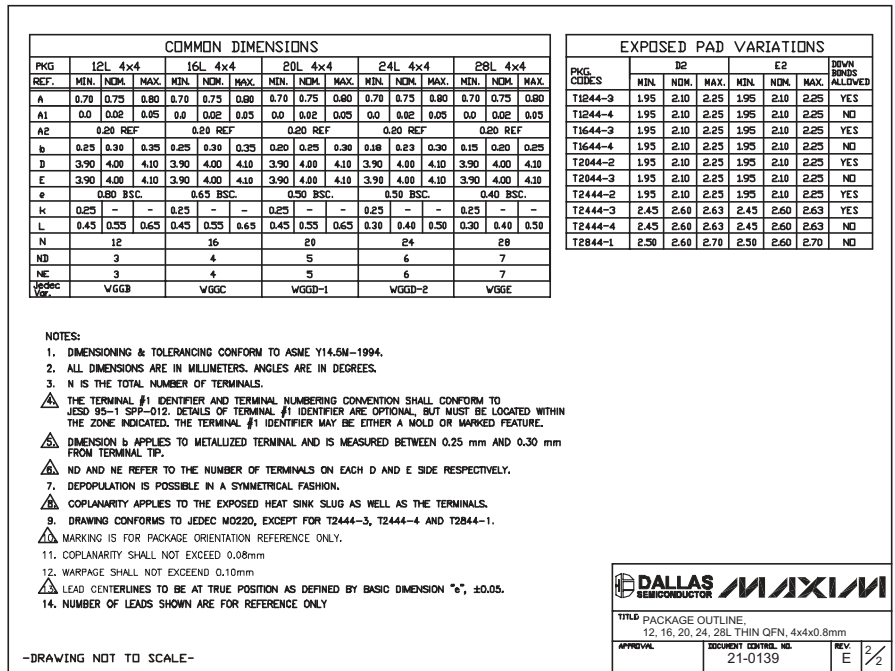 COMMON DIMENSIONS
PKG 12L 4x4 16L 4x4 20L 4x4 24L 4x4 28L 4x4
REF. MIN. NOM. MAX. MIN. NOM. MAX. MIN. NOM. MAX. MIN. NOM. MAX. MIN. NOM. MAX.
A 0.70 0.75 0.80 0.70 0.75 0.80 0.70 0.75 0.80 0.70 0.75 0.80 0.70 0.75 0.80
A1 0.0 0.02 0.05 0.0 0.02 0.05 0.0 0.02 0.05 0.0 0.02 0.05 0.0 0.02 0.05
A2 0.20 REF 0.20 REF 0.20 REF 0.20 REF 0.20 REF
b 0.25 0.30 0.35 0.25 0.30 0.35 0.20 0.25 0.30 0.18 0.23 0.30 0.15 0.20 0.25
D 3.90 4.00 4.10 3.90 4.00 4.10 3.90 4.00 4.10 3.90 4.00 4.10 3.90 4.00 4.10
E 3.90 4.00 4.10 3.90 4.00 4.10 3.90 4.00 4.10 3.90 4.00 4.10 3.90 4.00 4.10
e 0.80 BSC. 0.65 BSC. 0.50 BSC. 0.50 BSC. 0.40 BSC.
k 0.25 - - 0.25 - - 0.25 - - 0.25 - - 0.25 - -
L 0.45 0.55 0.65 0.45 0.55 0.65 0.45 0.55 0.65 0.30 0.40 0.50 0.30 0.40 0.50
N 12 16 20 24 28
ND 3 4 5 6 7
NE 3 4 5 6 7
Jedec Var. WGGB WGGC WGGD-1 WGGD-2 WGGE
EXPOSED PAD VARIATIONS
PKG. CODES D2 E2 DOWN BONDS ALLOWED
MIN. NOM. MAX. MIN. NOM. MAX.
T1244-3 1.95 2.10 2.25 1.95 2.10 2.25 YES
T1244-4 1.95 2.10 2.25 1.95 2.10 2.25 NO
T1644-3 1.95 2.10 2.25 1.95 2.10 2.25 YES
T1644-4 1.95 2.10 2.25 1.95 2.10 2.25 NO
T2044-2 1.95 2.10 2.25 1.95 2.10 2.25 YES
T2044-3 1.95 2.10 2.25 1.95 2.10 2.25 NO
T2444-2 1.95 2.10 2.25 1.95 2.10 2.25 YES
T2444-3 2.45 2.60 2.63 2.45 2.60 2.63 YES
T2444-4 2.45 2.60 2.63 2.45 2.60 2.63 NO
T2844-1 2.50 2.60 2.70 2.50 2.60 2.70 NO
NOTES:
1. DIMENSIONING & TOLERANCING CONFORM TO ASME Y14.5M-1994.
2. ALL DIMENSIONS ARE IN MILLIMETERS. ANGLES ARE IN DEGREES.
3. N IS THE TOTAL NUMBER OF TERMINALS.
4. THE TERMINAL #1 IDENTIFIER AND TERMINAL NUMBERING CONVENTION SHALL CONFORM TO
JESD 95-1 SPP-012. DETAILS OF TERMINAL #1 IDENTIFIER ARE OPTIONAL, BUT MUST BE LOCATED WITHIN
THE ZONE INDICATED. THE TERMINAL #1 IDENTIFIER MAY BE EITHER A MOLD OR MARKED FEATURE.
5. DIMENSION b APPLIES TO METALLIZED TERMINAL AND IS MEASURED BETWEEN 0.25 mm AND 0.30 mm
FROM TERMINAL TIP.
6. ND AND NE REFER TO THE NUMBER OF TERMINALS ON EACH D AND E SIDE RESPECTIVELY.
7. DEPOPULATION IS POSSIBLE IN A SYMMETRICAL FASHION.
8. COPLANARITY APPLIES TO THE EXPOSED HEAT SINK SLUG AS WELL AS THE TERMINALS.
9. DRAWING CONFORMS TO JEDEC MO220, EXCEPT FOR T2444-3, T2444-4 AND T2844-1.
10. MARKING IS FOR PACKAGE ORIENTATION REFERENCE ONLY.
11. COPLANARITY SHALL NOT EXCEED 0.08mm
12. WARPAGE SHALL NOT EXCEEND 0.10mm
13. LEAD CENTERLINES TO BE AT TRUE POSITION AS DEFINED BY BASIC DIMENSION "e", ±0.05.
14. NUMBER OF LEADS SHOWN ARE FOR REFERENCE ONLY
-DRAWING NOT TO SCALE-
DALLAS SEMICONDUCTOR MAXIM
TITLE PACKAGE OUTLINE,
12, 16, 20, 24, 28L THIN QFN, 4x4x0.8mm
APPROVAL DOCUMENT CONTROL NO. REV.
21-0139 E 2/2